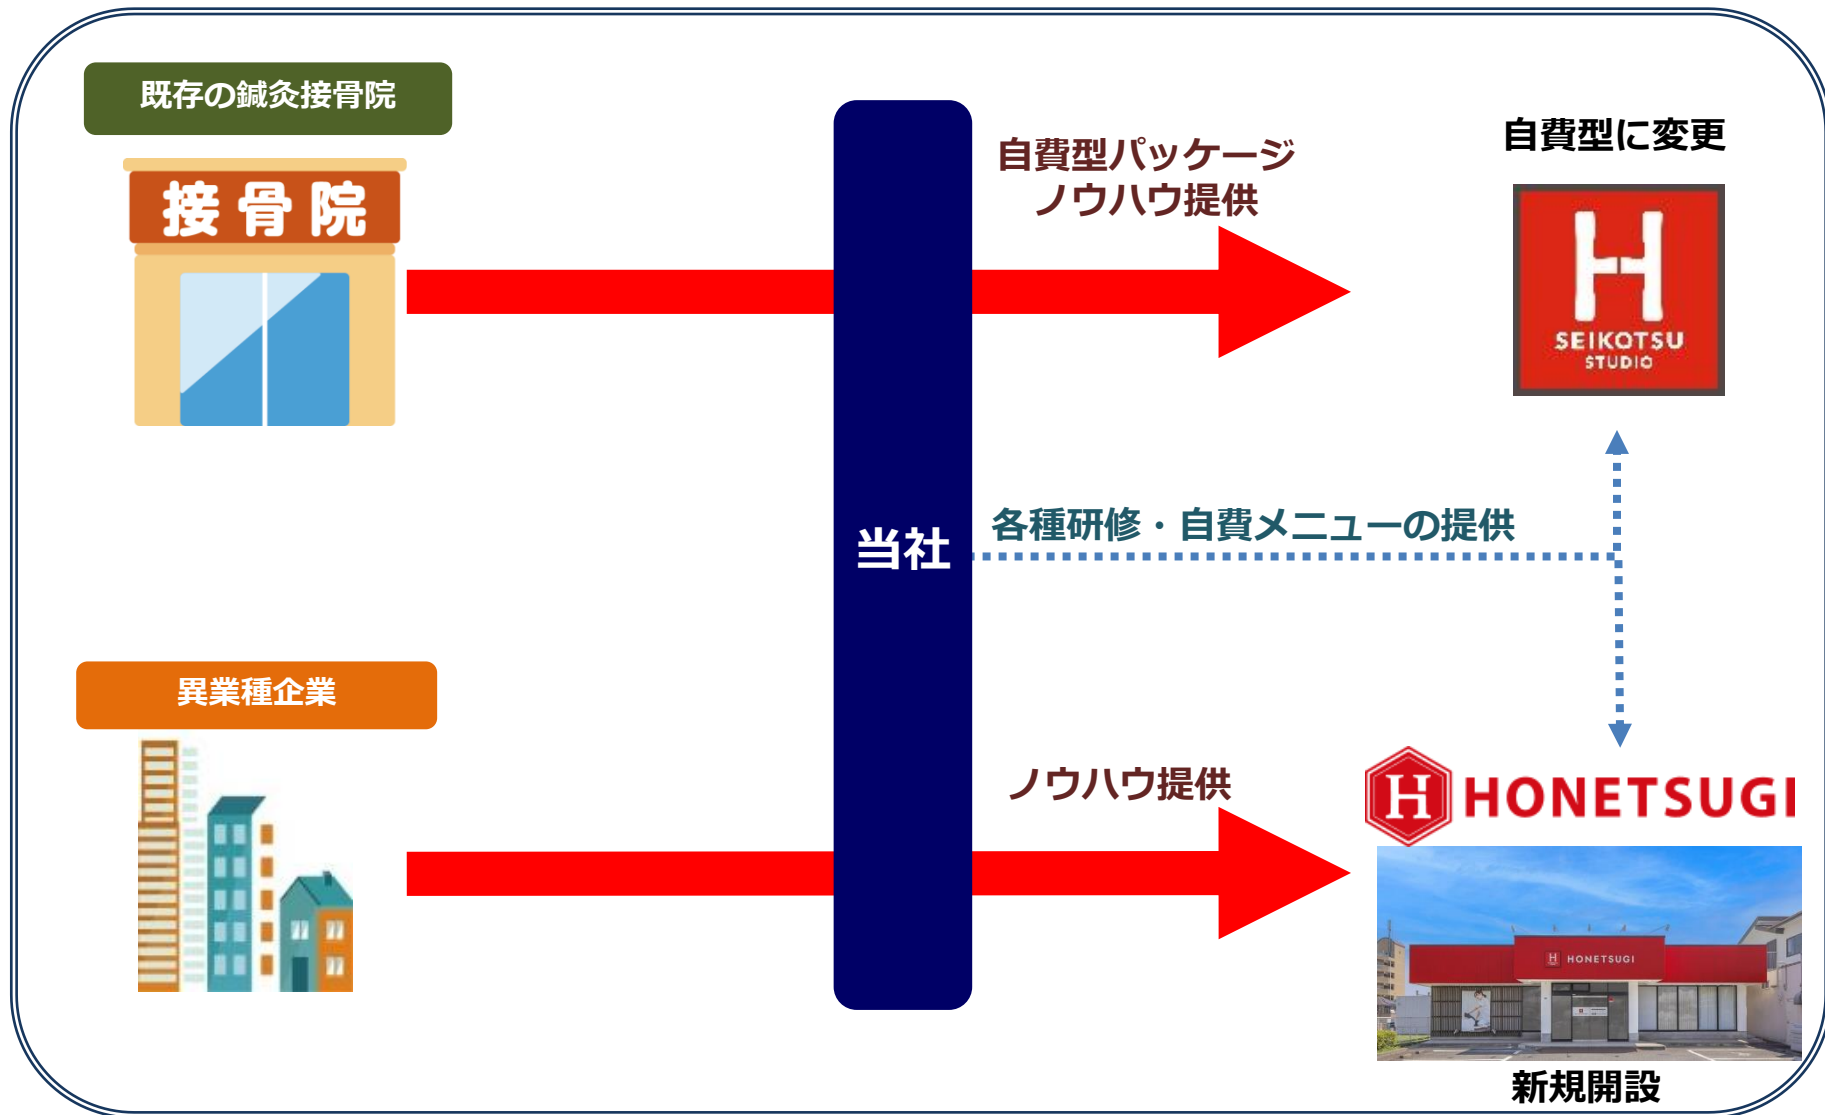 既存の鍼灸接骨院
接骨院
自費型パッケージ
ノウハウ提供
自費型に変更
H
SEIKOTSU
STUDIO
当社
各種研修・自費メニューの提供
異業種企業
ノウハウ提供
H HONETSUGI
H HONETSUGI
新規開設